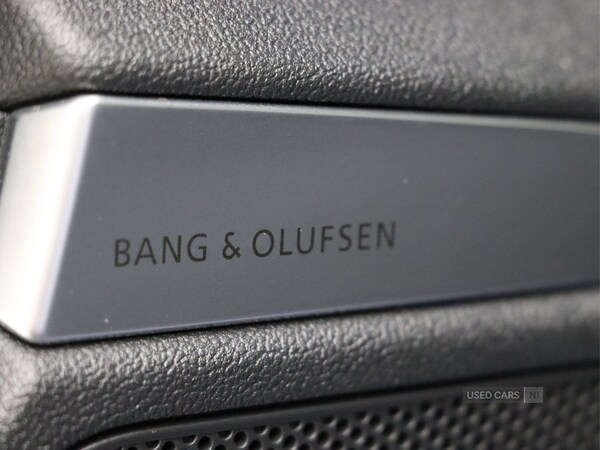 BANG & OLUFSEN
USED CARS NI